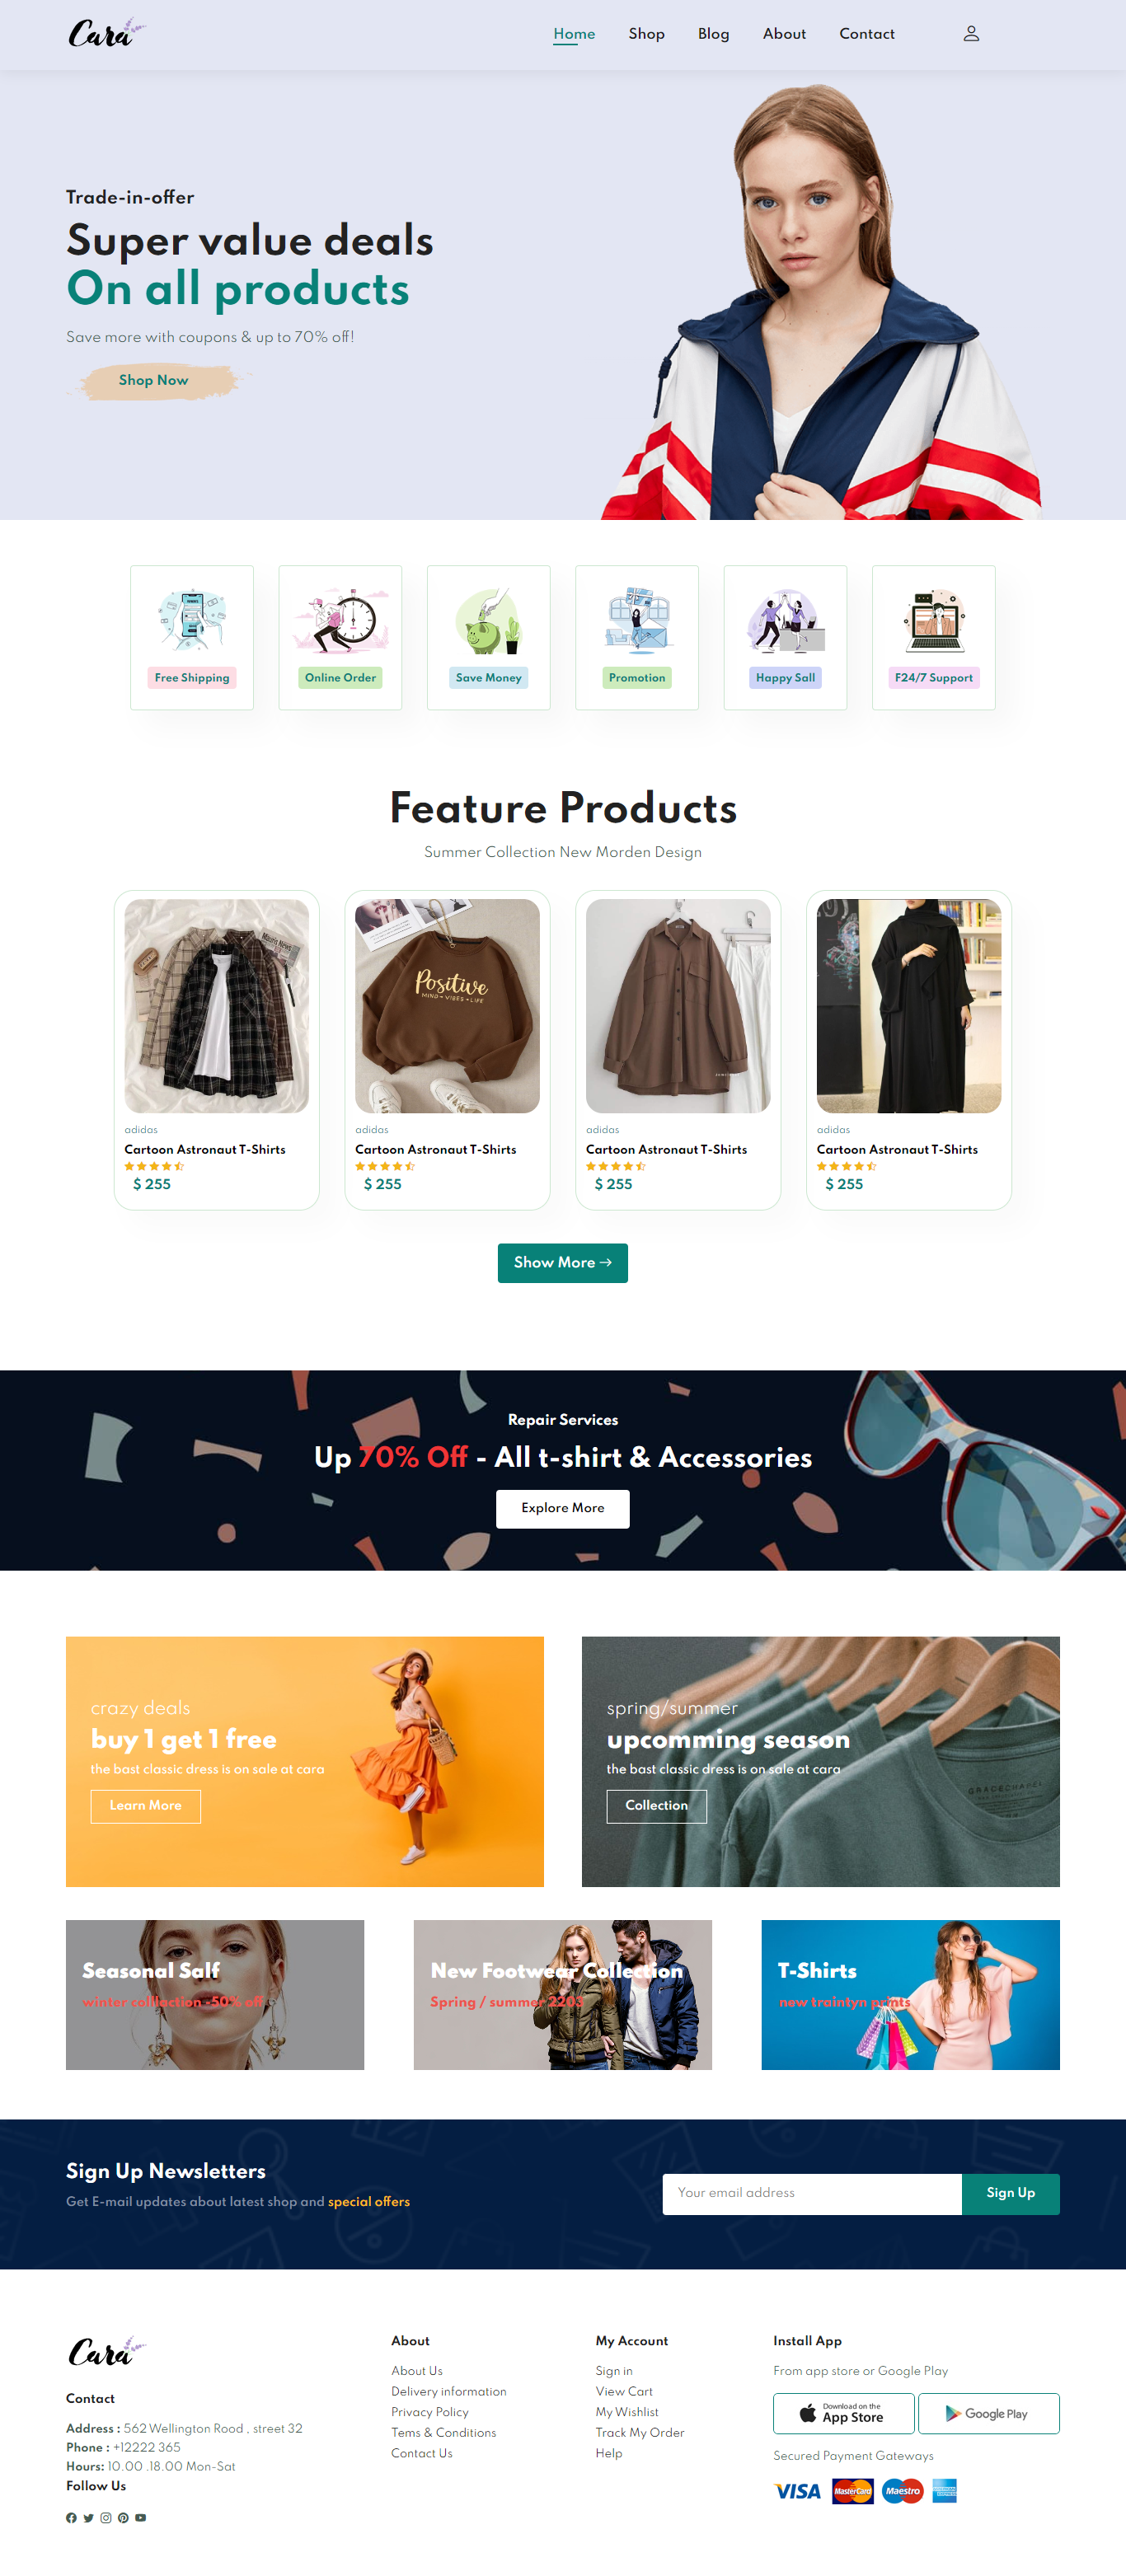 Cara
Home Shop Blog About Contact
Trade-in-offer
Super value deals
On all products
Save more with coupons & up to 70% off!
Shop Now
Free Shipping
Online Order
Save Money
Promotion
Happy Sall
F24/7 Support
Feature Products
Summer Collection New Morden Design
Positive
MIND • VIBES • LIFE
adidas
Cartoon Astronaut T-Shirts
$ 255
adidas
Cartoon Astronaut T-Shirts
$ 255
adidas
Cartoon Astronaut T-Shirts
$ 255
adidas
Cartoon Astronaut T-Shirts
$ 255
Show More →
Repair Services
Up 70% Off - All t-shirt & Accessories
Explore More
crazy deals
buy 1 get 1 free
the bast classic dress is on sale at cara
Learn More
spring/summer
upcomming season
the bast classic dress is on sale at cara
Collection
GRACECHAPEL
Seasonal Salf
winter colllaction -50% off
New Footwear Collection
Spring / summer 2203
T-Shirts
new traintyn prints
Sign Up Newsletters
Get E-mail updates about latest shop and special offers
Your email address
Sign Up
Cara
Contact
Address : 562 Wellington Rood , street 32
Phone : +12222 365
Hours: 10.00 .18.00 Mon-Sat
Follow Us
About
About Us
Delivery information
Privacy Policy
Tems & Conditions
Contact Us
My Account
Sign in
View Cart
My Wishlist
Track My Order
Help
Install App
From app store or Google Play
Download on the
App Store
Google Play
Secured Payment Gateways
VISA MasterCard Maestro AMERICAN EXPRESS